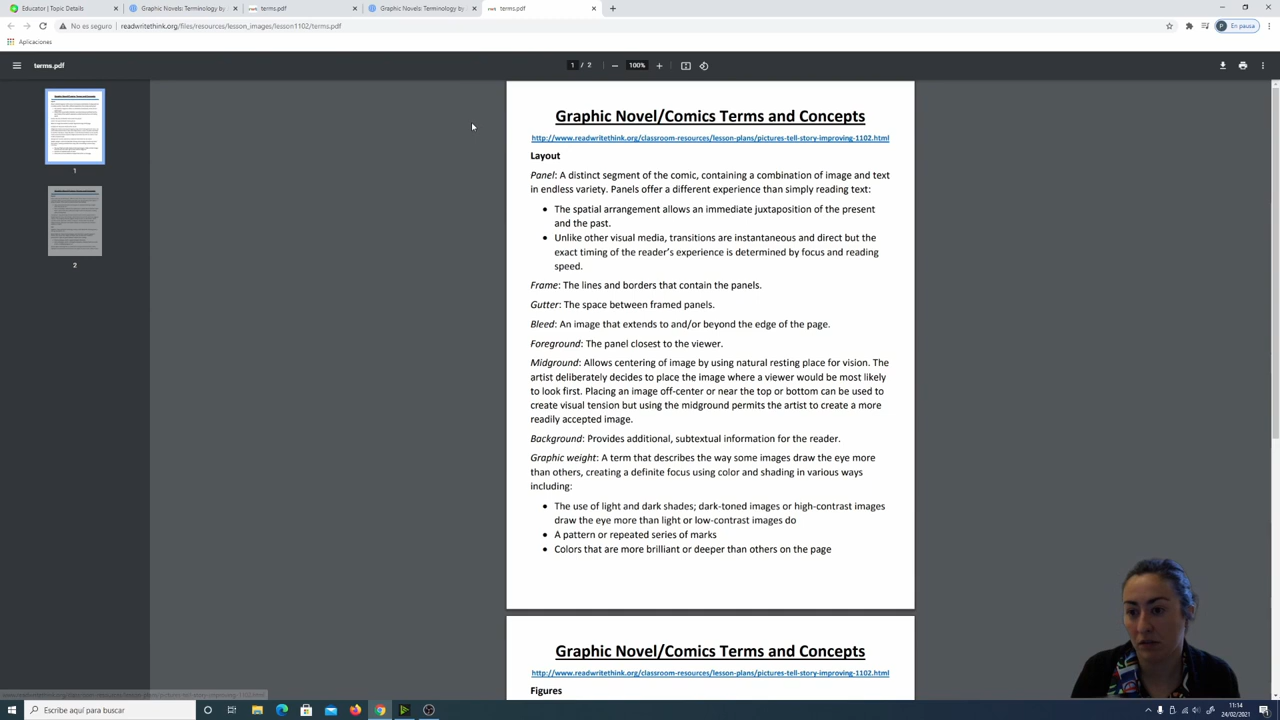 Educator | Topic Details
Graphic Novels: Terminology by
terms.pdf
Graphic Novels: Terminology by
terms.pdf
No es seguro | readwritethink.org/files/resources/lesson_images/lesson1102/terms.pdf
En pausa
Aplicaciones
terms.pdf
1 / 2
100%
1
2
Graphic Novel/Comics Terms and Concepts
http://www.readwritethink.org/classroom-resources/lesson-plans/pictures-tell-story-improving-1102.html
Layout
Panel: A distinct segment of the comic, containing a combination of image and text
in endless variety. Panels offer a different experience than simply reading text:
• The spatial arrangement allows an immediate juxtaposition of the present
and the past.
• Unlike other visual media, transitions are instantaneous and direct but the
exact timing of the reader's experience is determined by focus and reading
speed.
Frame: The lines and borders that contain the panels.
Gutter: The space between framed panels.
Bleed: An image that extends to and/or beyond the edge of the page.
Foreground: The panel closest to the viewer.
Midground: Allows centering of image by using natural resting place for vision. The
artist deliberately decides to place the image where a viewer would be most likely
to look first. Placing an image off-center or near the top or bottom can be used to
create visual tension but using the midground permits the artist to create a more
readily accepted image.
Background: Provides additional, subtextual information for the reader.
Graphic weight: A term that describes the way some images draw the eye more
than others, creating a definite focus using color and shading in various ways
including:
• The use of light and dark shades; dark-toned images or high-contrast images
draw the eye more than light or low-contrast images do
• A pattern or repeated series of marks
• Colors that are more brilliant or deeper than others on the page
Graphic Novel/Comics Terms and Concepts
http://www.readwritethink.org/classroom-resources/lesson-plans/pictures-tell-story-improving-1102.html
Figures
Escribe aquí para buscar
11:14
24/02/2021